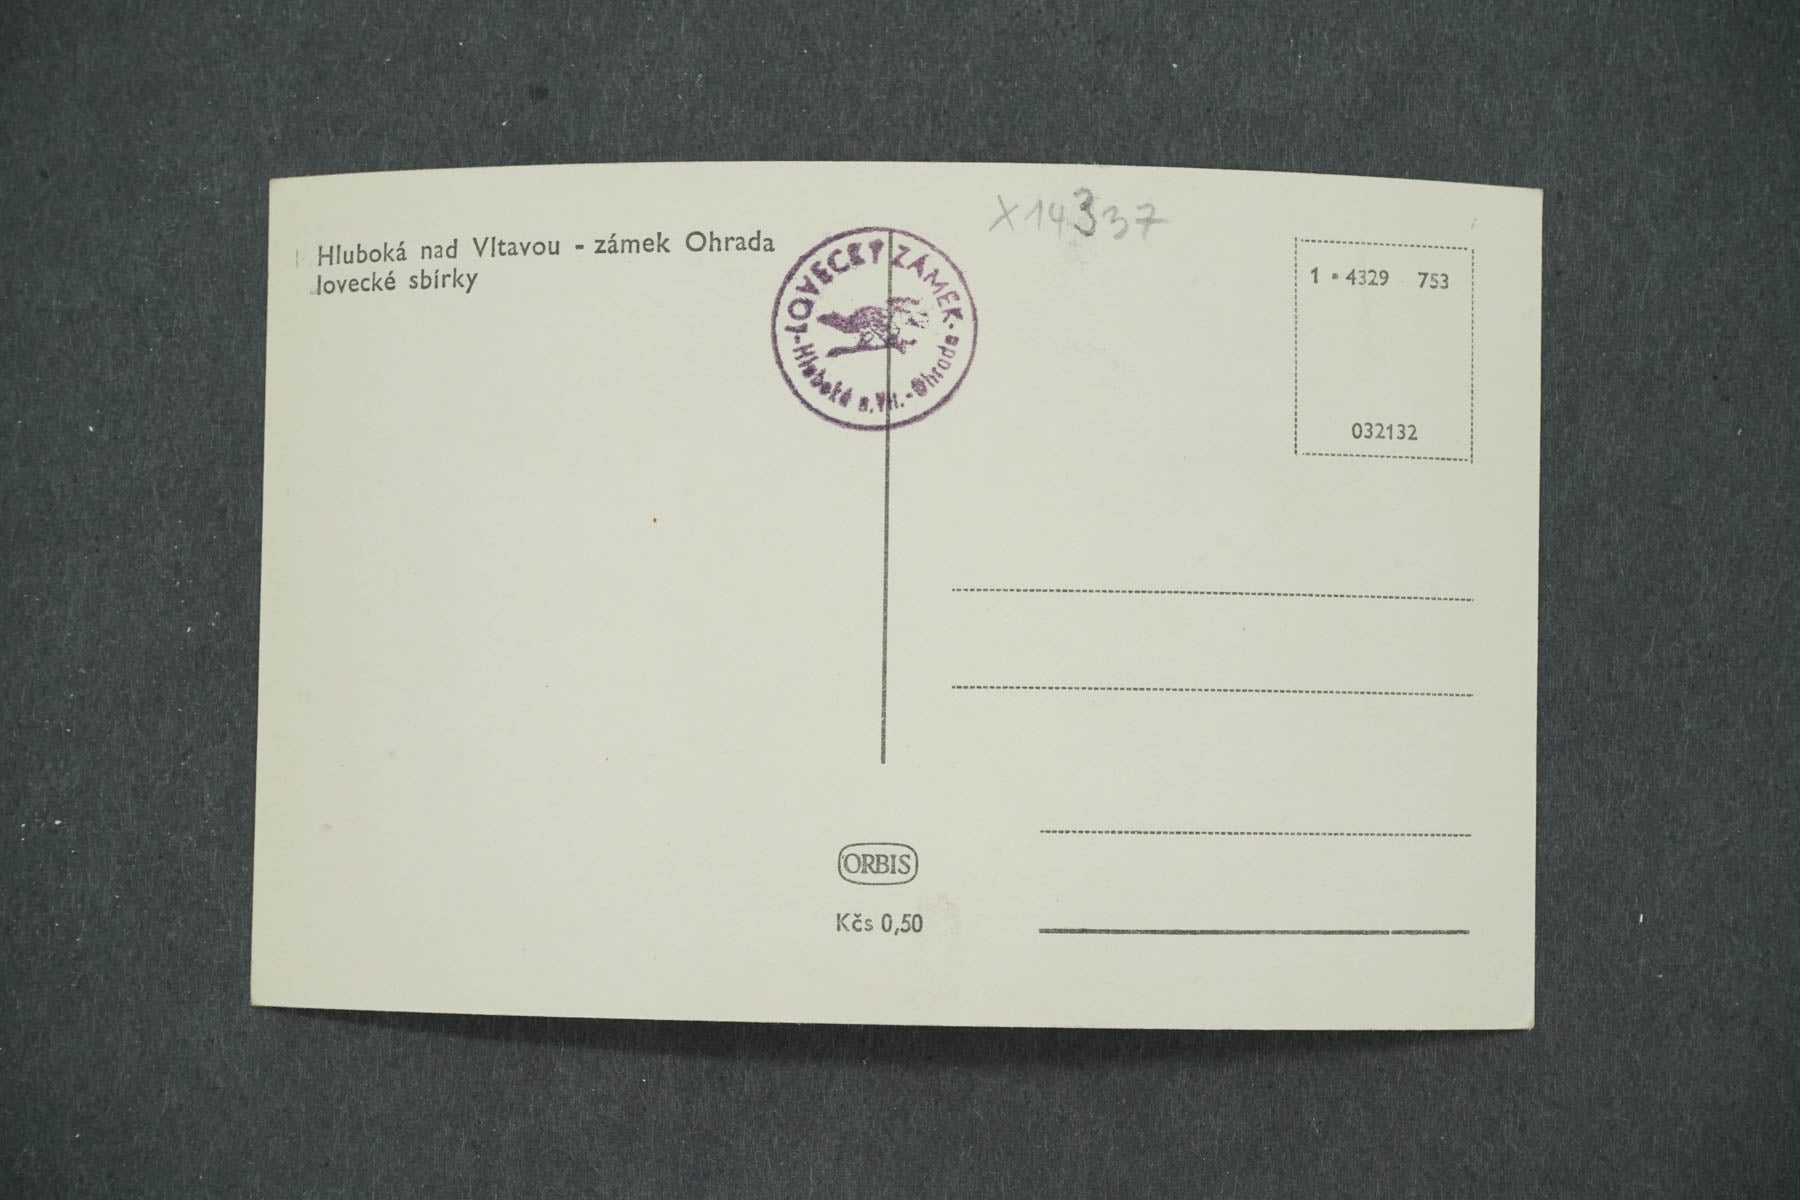 X14337
Hluboká nad Vltavou - zámek Ohrada
lovecké sbírky
LOVECKÝ ZÁMEK
-Hluboká n.Vlt.-Ohrada-
1 - 4329 753
032132
ORBIS
Kčs 0,50